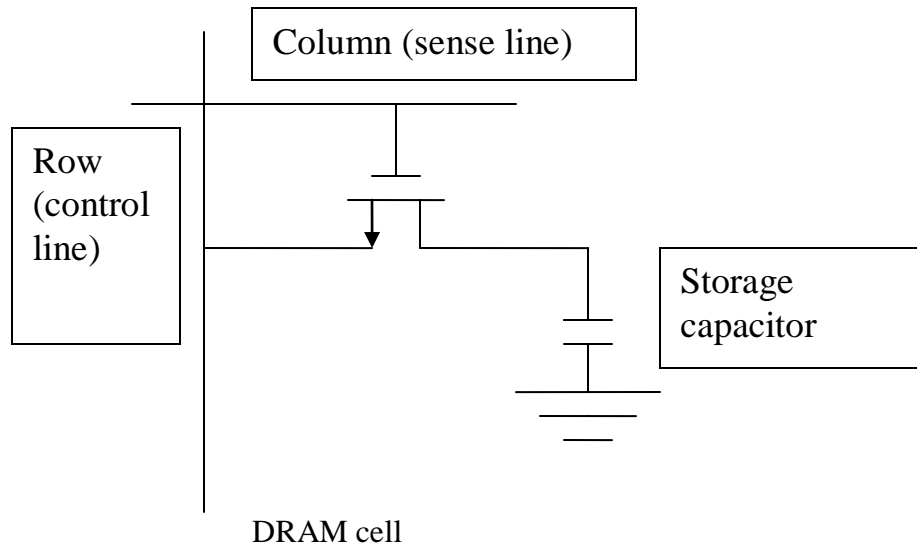 Column (sense line)
Row
(control
line)
Storage
capacitor
DRAM cell